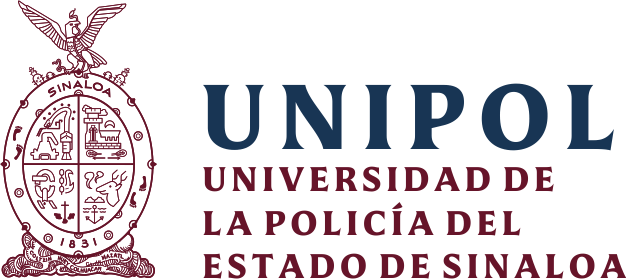 SINALOA
1831
UNIPOL
UNIVERSIDAD DE
LA POLICÍA DEL
ESTADO DE SINALOA